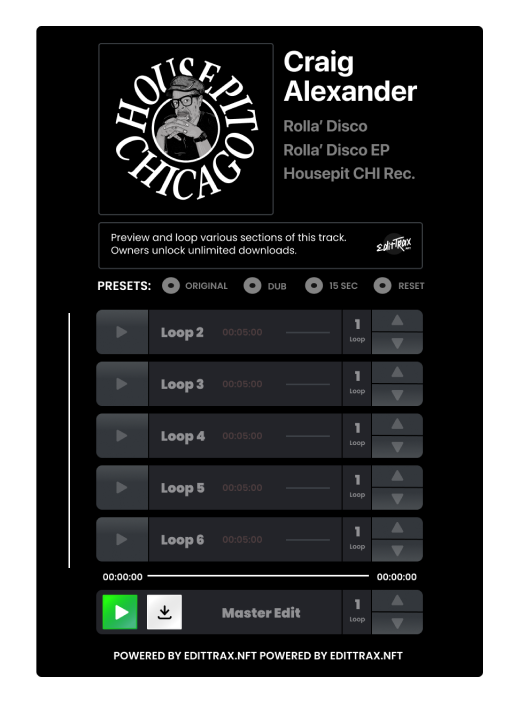 HOUSEPIT
CHICAGO
Craig
Alexander
Rolla’ Disco
Rolla’ Disco EP
Housepit CHI Rec.
Preview and loop various sections of this track.
Owners unlock unlimited downloads.
EditTrax
PRESETS: ORIGINAL DUB 15 SEC RESET
Loop 2 00:05:00 1 Loop
Loop 3 00:05:00 1 Loop
Loop 4 00:05:00 1 Loop
Loop 5 00:05:00 1 Loop
Loop 6 00:05:00 1 Loop
00:00:00 00:00:00
Master Edit 1 Loop
POWERED BY EDITTRAX.NFT POWERED BY EDITTRAX.NFT